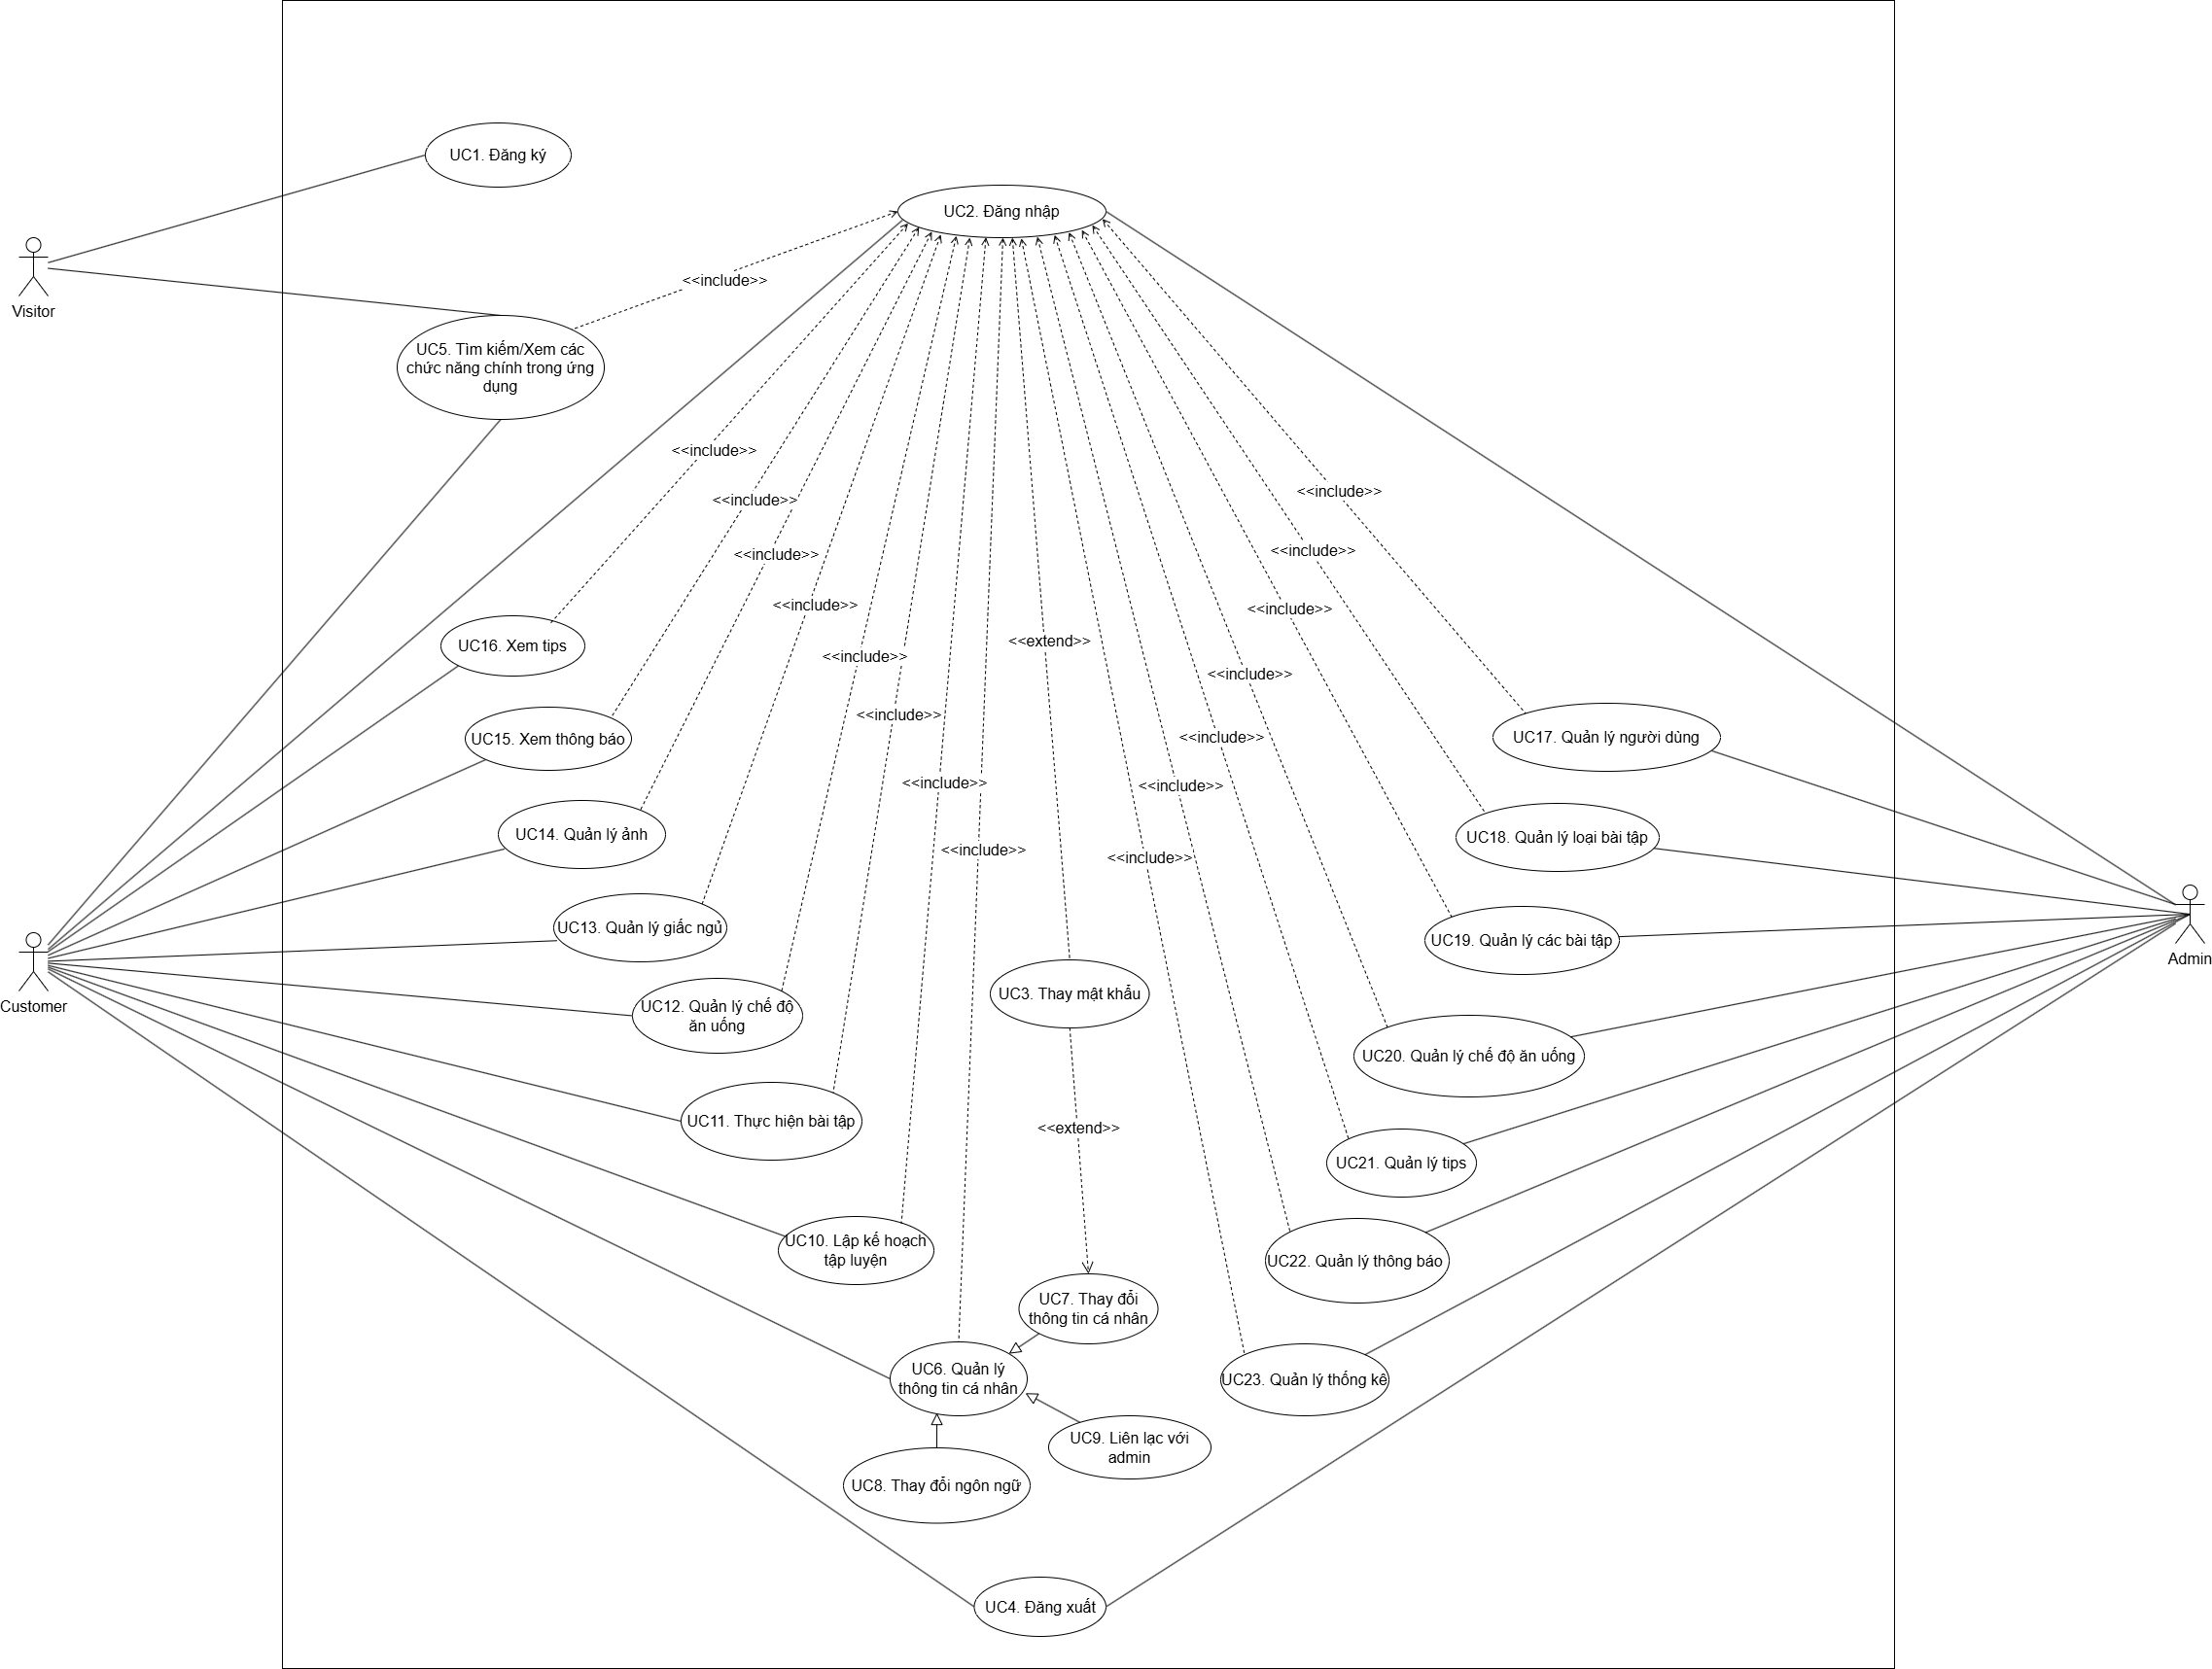 UC1. Đăng ký
UC2. Đăng nhập
<<include>>
Visitor
UC5. Tìm kiếm/Xem các
chức năng chính trong ứng
dụng
<<include>>
<<include>>
<<include>>
<<include>>
<<include>>
<<include>>
<<include>>
<<include>>
<<extend>>
UC16. Xem tips
<<include>>
<<include>>
<<include>>
<<include>>
UC15. Xem thông báo
<<include>>
UC17. Quản lý người dùng
<<include>>
<<include>>
UC14. Quản lý ảnh
UC18. Quản lý loại bài tập
<<include>>
<<include>>
UC13. Quản lý giấc ngủ
UC19. Quản lý các bài tập
Admin
Customer
UC12. Quản lý chế độ
ăn uống
UC3. Thay mật khẩu
UC20. Quản lý chế độ ăn uống
UC11. Thực hiện bài tập
<<extend>>
UC21. Quản lý tips
UC10. Lập kế hoạch
tập luyện
UC22. Quản lý thông báo
UC7. Thay đổi
thông tin cá nhân
UC6. Quản lý
thông tin cá nhân
UC23. Quản lý thống kê
UC9. Liên lạc với
admin
UC8. Thay đổi ngôn ngữ
UC4. Đăng xuất